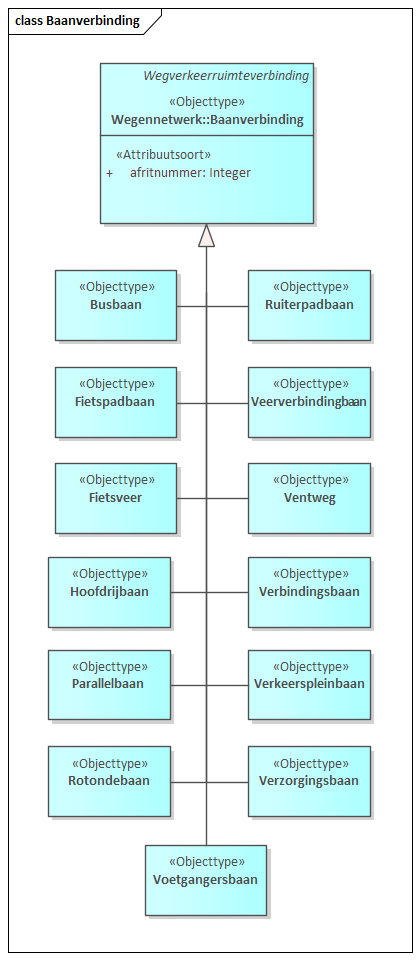 class Baanverbinding
Wegverkeerruimteverbinding
«Objecttype»
Wegennetwerk::Baanverbinding
«Attribuutsoort»
+ afritnummer: Integer
«Objecttype»
Busbaan
«Objecttype»
Ruiterpadbaan
«Objecttype»
Fietspadbaan
«Objecttype»
Veerverbindingbaan
«Objecttype»
Fietsveer
«Objecttype»
Ventweg
«Objecttype»
Hoofdrijbaan
«Objecttype»
Verbindingsbaan
«Objecttype»
Parallelbaan
«Objecttype»
Verkeerspleinbaan
«Objecttype»
Rotondebaan
«Objecttype»
Verzorgingsbaan
«Objecttype»
Voetgangersbaan